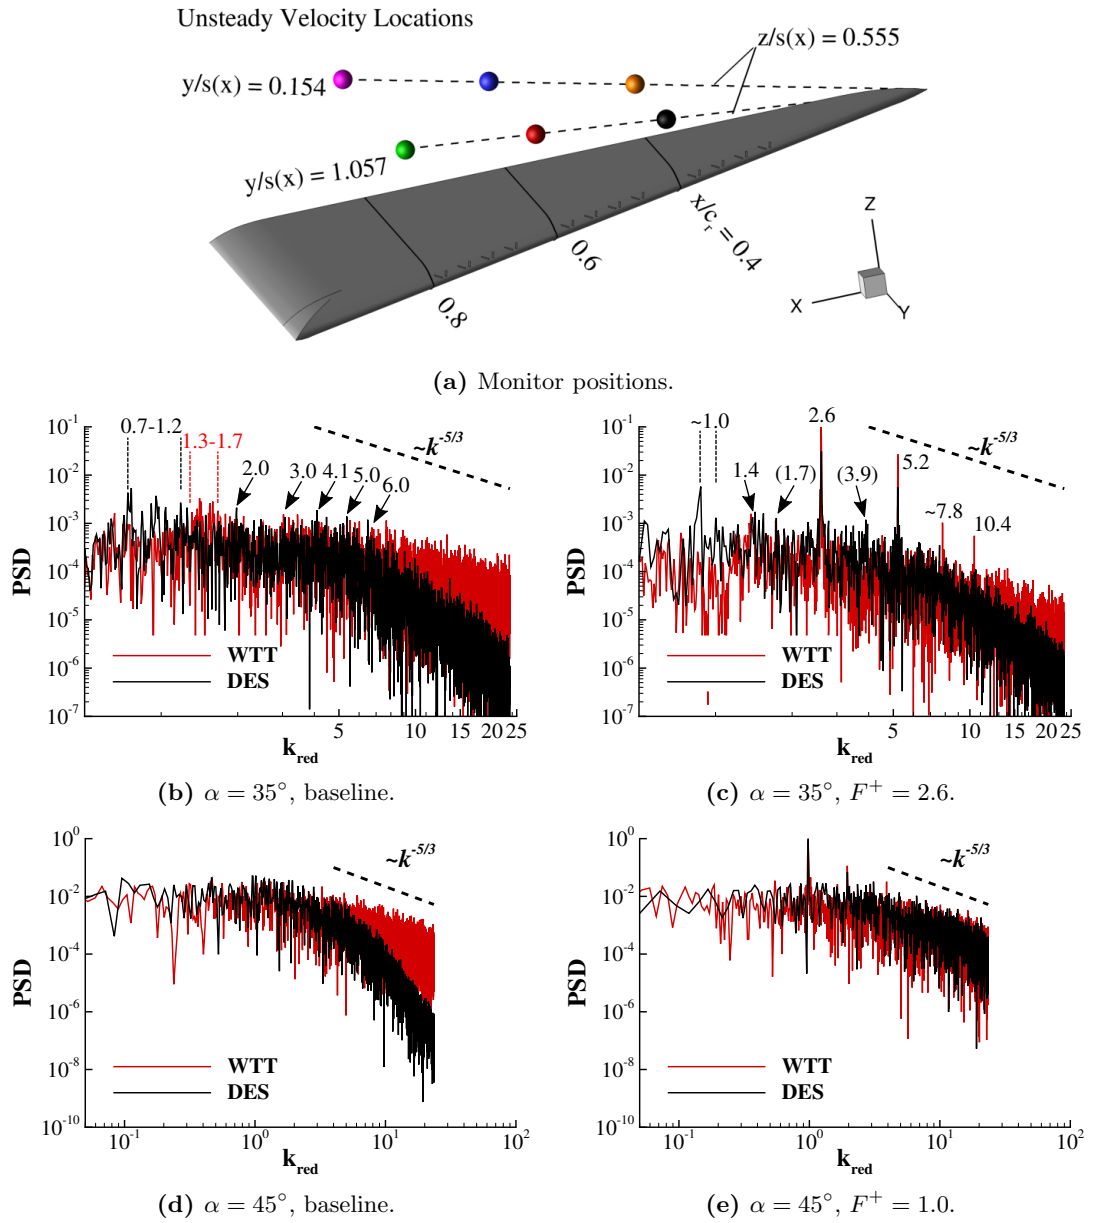 Unsteady Velocity Locations
z/s(x) = 0.555
y/s(x) = 0.154
y/s(x) = 1.057
x/c_r = 0.4
0.6
0.8
Z
X
Y
(a) Monitor positions.
10^-1
10^-2
10^-3
10^-4
10^-5
10^-6
10^-7
PSD
0.7-1.2
1.3-1.7
2.0
3.0
4.1
5.0
6.0
~k^-5/3
WTT
DES
5 10 15 20 25
k_red
(b) α = 35°, baseline.
10^-1
10^-2
10^-3
10^-4
10^-5
10^-6
10^-7
PSD
~1.0
1.4
(1.7)
2.6
(3.9)
5.2
~7.8
10.4
~k^-5/3
WTT
DES
5 10 15 20 25
k_red
(c) α = 35°, F⁺ = 2.6.
10^0
10^-2
10^-4
10^-6
10^-8
10^-10
PSD
~k^-5/3
WTT
DES
10^-1 10^0 10^1 10^2
k_red
(d) α = 45°, baseline.
10^0
10^-2
10^-4
10^-6
10^-8
10^-10
PSD
~k^-5/3
WTT
DES
10^-1 10^0 10^1 10^2
k_red
(e) α = 45°, F⁺ = 1.0.